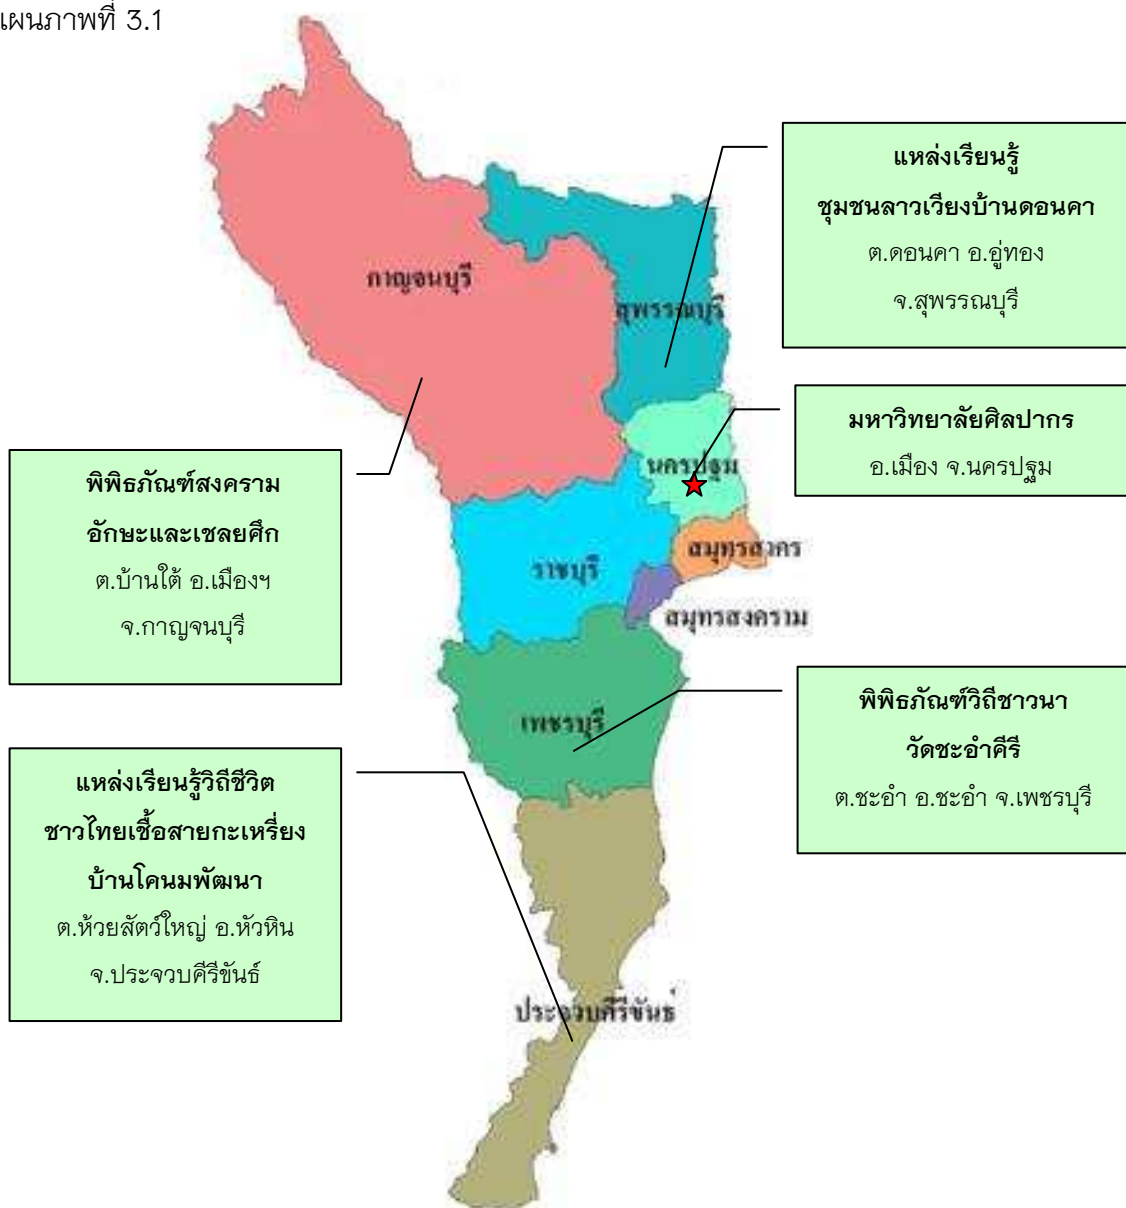 แผนภาพที่ 3.1
แหล่งเรียนรู้
ชุมชนลาวเวียงบ้านดอนคา
ต.ดอนคา อ.อู่ทอง
จ.สุพรรณบุรี
กาญจนบุรี
สุพรรณบุรี
มหาวิทยาลัยศิลปากร
อ.เมือง จ.นครปฐม
นครปฐม
พิพิธภัณฑ์สงคราม
อักษะและเชลยศึก
ต.บ้านใต้ อ.เมืองฯ
จ.กาญจนบุรี
สมุทรสาคร
ราชบุรี
สมุทรสงคราม
พิพิธภัณฑ์วิถีชาวนา
วัดชะอำคีรี
ต.ชะอำ อ.ชะอำ จ.เพชรบุรี
เพชรบุรี
แหล่งเรียนรู้วิถีชีวิต
ชาวไทยเชื้อสายกะเหรี่ยง
บ้านโคนมพัฒนา
ต.ห้วยสัตว์ใหญ่ อ.หัวหิน
จ.ประจวบคีรีขันธ์
ประจวบคีรีขันธ์